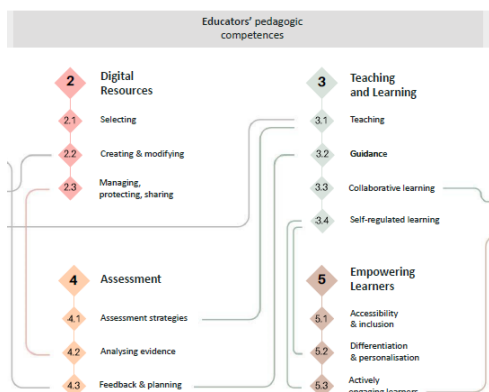 Educators' pedagogic
competences
2 Digital
Resources
2.1 Selecting
2.2 Creating & modifying
2.3 Managing,
protecting, sharing
3 Teaching
and Learning
3.1 Teaching
3.2 Guidance
3.3 Collaborative learning
3.4 Self-regulated learning
4 Assessment
4.1 Assessment strategies
4.2 Analysing evidence
4.3 Feedback & planning
5 Empowering
Learners
5.1 Accessibility
& inclusion
5.2 Differentiation
& personalisation
5.3 Actively
engaging learners